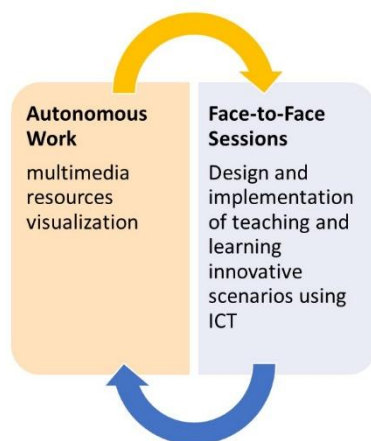 Autonomous
Work
multimedia
resources
visualization
Face-to-Face
Sessions
Design and
implementation
of teaching and
learning
innovative
scenarios using
ICT